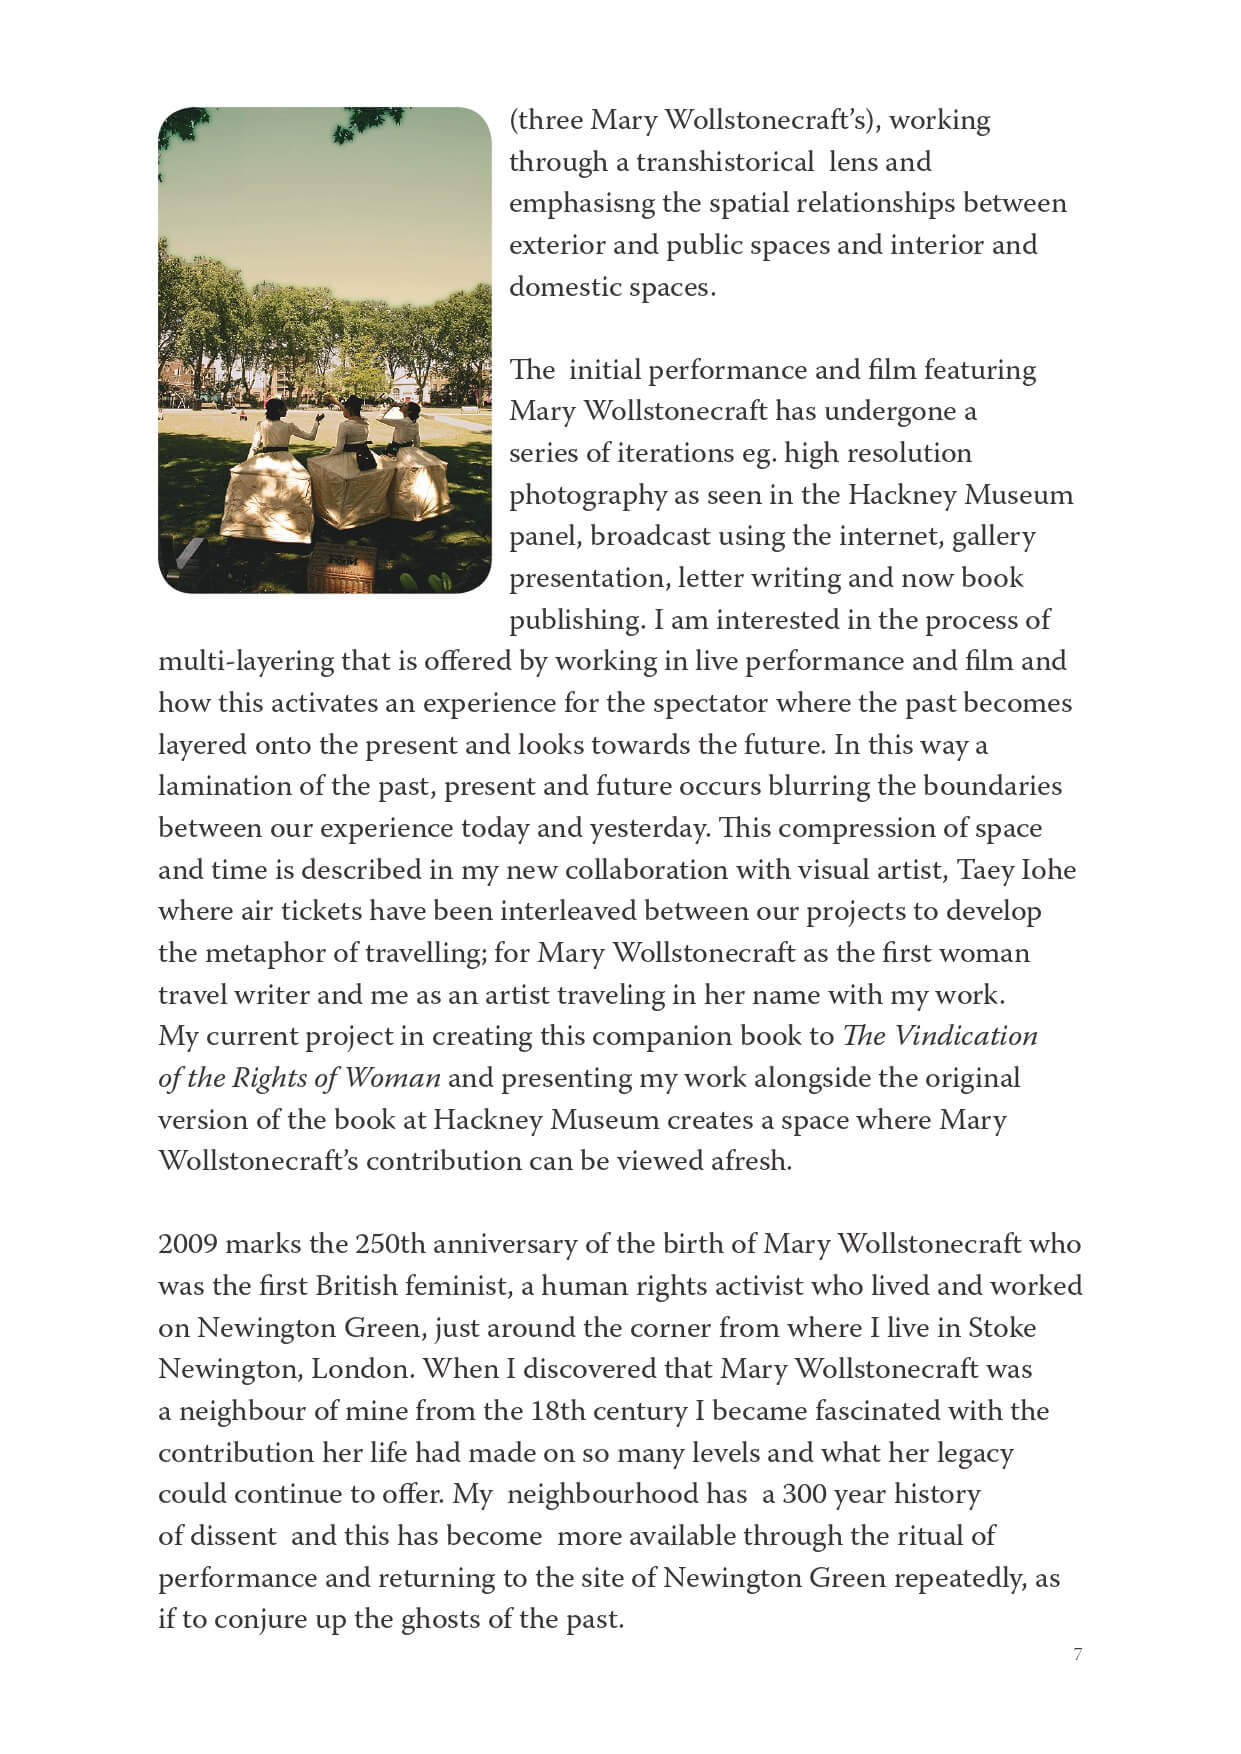 (three Mary Wollstonecraft’s), working
through a transhistorical  lens and
emphasisng the spatial relationships between
exterior and public spaces and interior and
domestic spaces.
The  initial performance and film featuring
Mary Wollstonecraft has undergone a
series of iterations eg. high resolution
photography as seen in the Hackney Museum
panel, broadcast using the internet, gallery
presentation, letter writing and now book
publishing. I am interested in the process of
multi-layering that is offered by working in live performance and film and
how this activates an experience for the spectator where the past becomes
layered onto the present and looks towards the future. In this way a
lamination of the past, present and future occurs blurring the boundaries
between our experience today and yesterday. This compression of space
and time is described in my new collaboration with visual artist, Taey Iohe
where air tickets have been interleaved between our projects to develop
the metaphor of travelling; for Mary Wollstonecraft as the first woman
travel writer and me as an artist traveling in her name with my work.
My current project in creating this companion book to The Vindication
of the Rights of Woman and presenting my work alongside the original
version of the book at Hackney Museum creates a space where Mary
Wollstonecraft’s contribution can be viewed afresh.
2009 marks the 250th anniversary of the birth of Mary Wollstonecraft who
was the first British feminist, a human rights activist who lived and worked
on Newington Green, just around the corner from where I live in Stoke
Newington, London. When I discovered that Mary Wollstonecraft was
a neighbour of mine from the 18th century I became fascinated with the
contribution her life had made on so many levels and what her legacy
could continue to offer. My  neighbourhood has  a 300 year history
of dissent  and this has become  more available through the ritual of
performance and returning to the site of Newington Green repeatedly, as
if to conjure up the ghosts of the past.
7